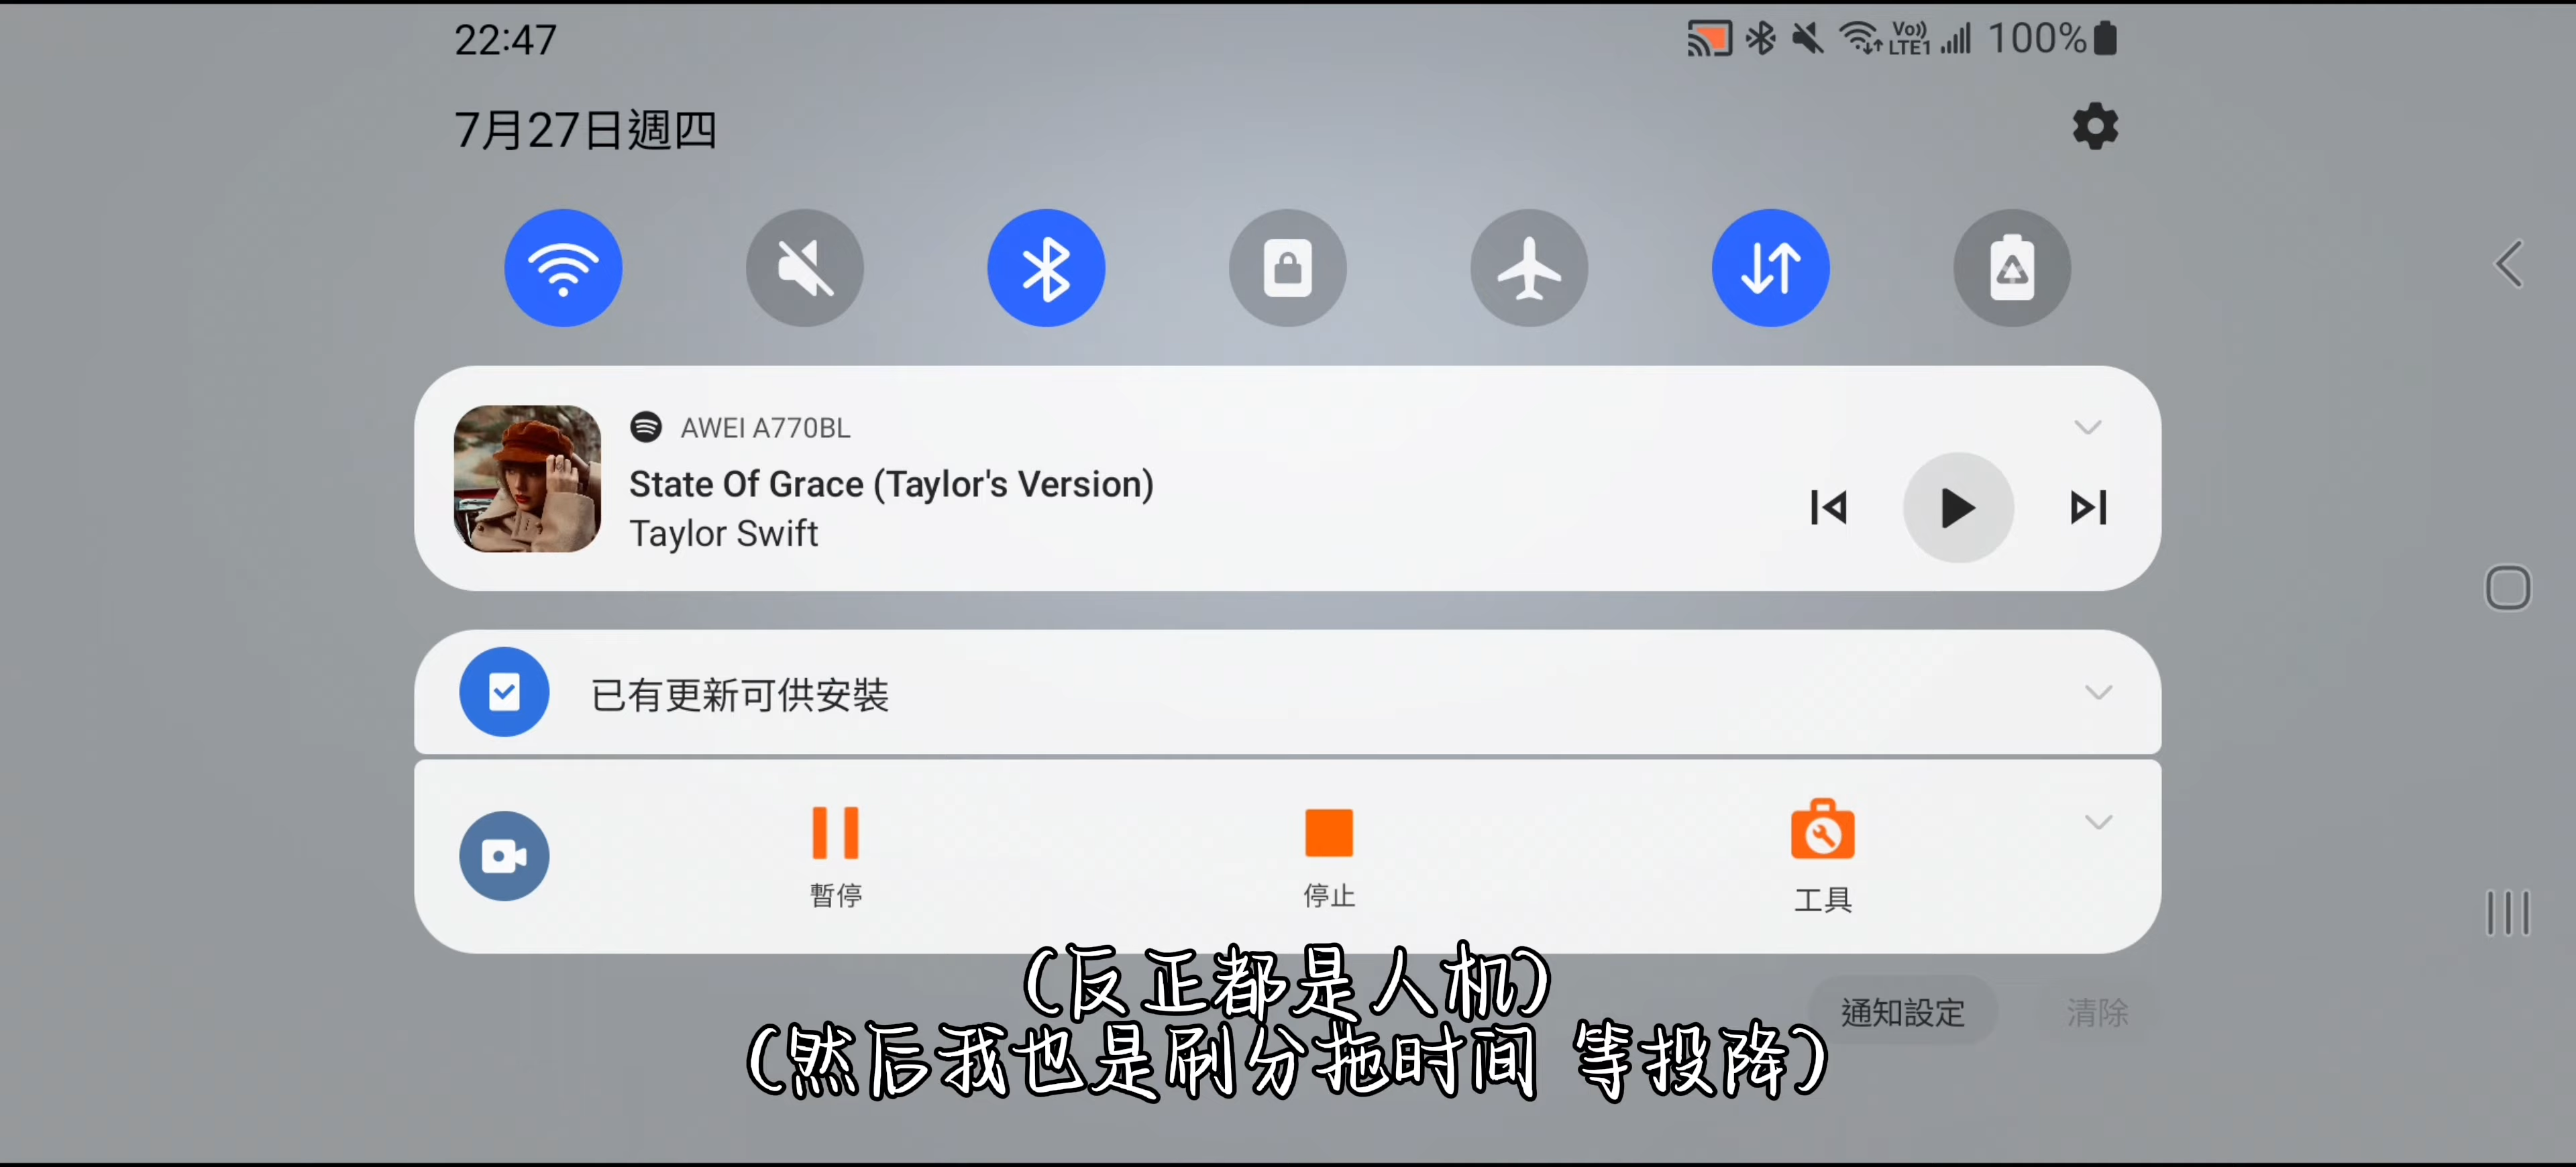 22:47
Vo)) LTE1
100%
7月27日週四
AWEI A770BL
State Of Grace (Taylor's Version)
Taylor Swift
已有更新可供安裝
暫停
停止
工具
(反正都是人机)
通知設定
清除
(然后我也是刷分拖时间 等投降)